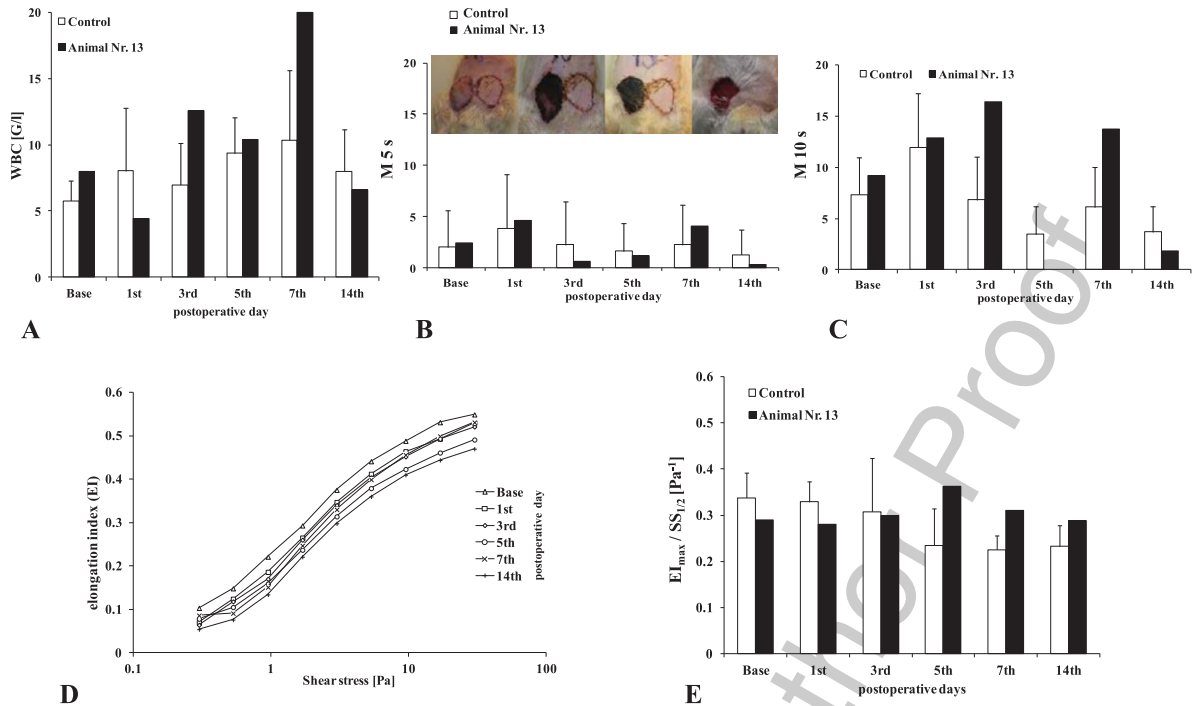 Control
Animal Nr. 13
WBC [G/l]
20
15
10
5
0
Base 1st 3rd 5th 7th 14th
postoperative day
A
Control
Animal Nr. 13
M 5 s
20
15
10
5
0
Base 1st 3rd 5th 7th 14th
postoperative day
B
Control
Animal Nr. 13
M 10 s
20
15
10
5
0
Base 1st 3rd 5th 7th 14th
postoperative day
C
elongation index (EI)
0.6
0.5
0.4
0.3
0.2
0.1
0
0.1 1 10 100
Shear stress [Pa]
Base
1st
3rd
5th
7th
14th
postoperative day
D
Control
Animal Nr. 13
EImax / SS1/2 [Pa-1]
0.6
0.5
0.4
0.3
0.2
0.1
0
Base 1st 3rd 5th 7th 14th
postoperative days
E
thor Proof